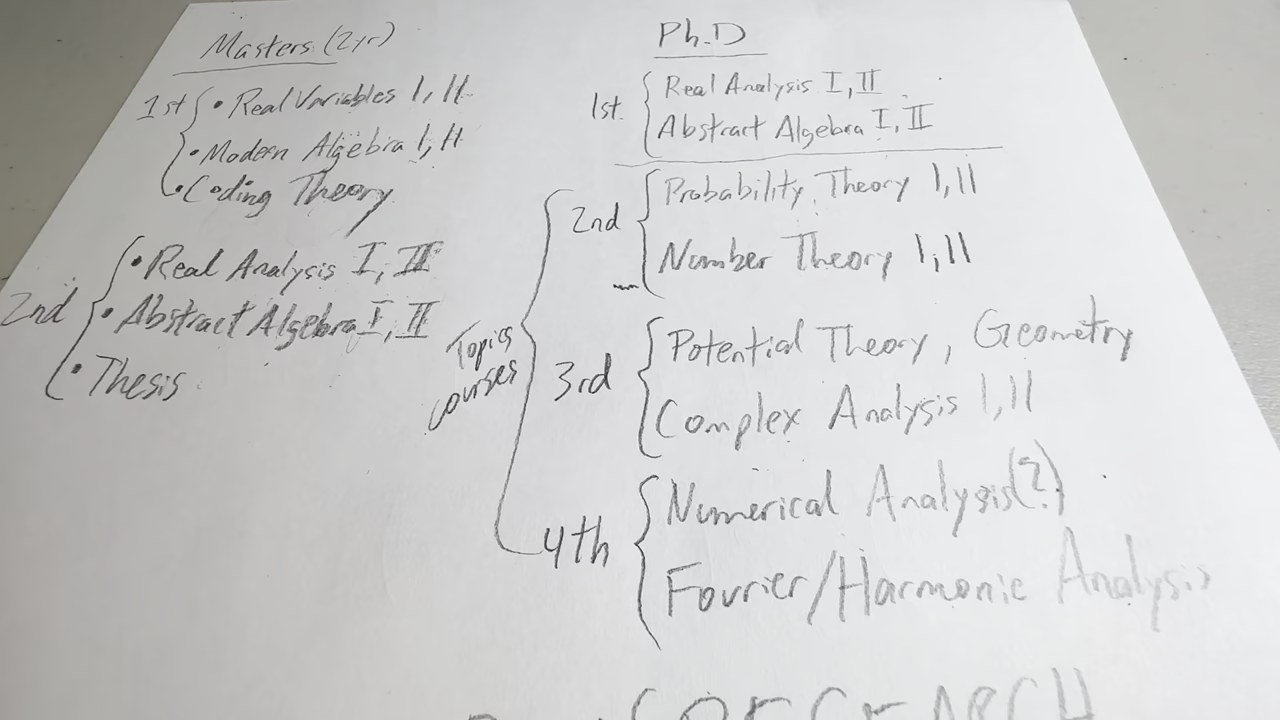 Masters (2yr)
1st
• Real Variables I, II
• Modern Algebra I, II
• Coding Theory
2nd
• Real Analysis I, II
• Abstract Algebra I, II
• Thesis
Ph.D
1st.
Real Analysis I, II
Abstract Algebra I, II
Topics
courses
2nd
Probability Theory I, II
Number Theory I, II
3rd
Potential Theory, Geometry
Complex Analysis I, II
4th
Numerical Analysis(?)
Fourier/Harmonic Analysis